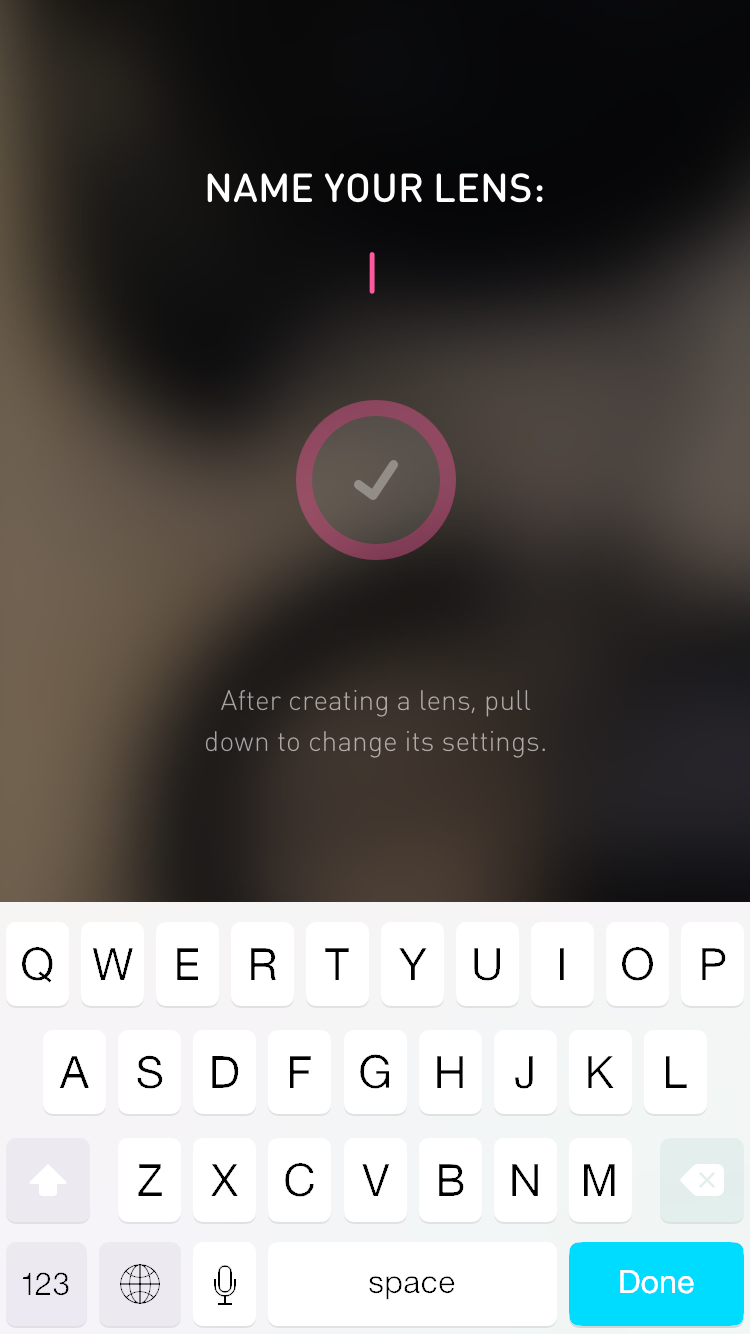 NAME YOUR LENS:
After creating a lens, pull
down to change its settings.
Q W E R T Y U I O P
A S D F G H J K L
Z X C V B N M
123 space Done